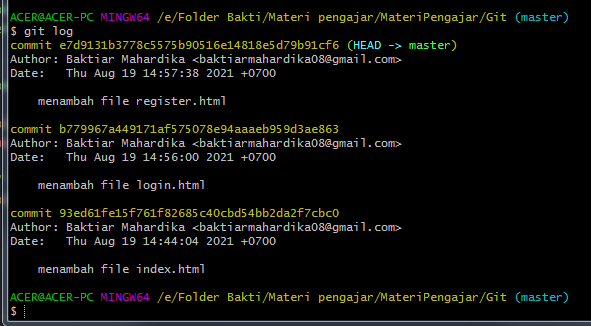 ACER@ACER-PC MINGW64 /e/Folder Bakti/Materi pengajar/MateriPengajar/Git (master)
$ git log
commit e7d9131b3778c5575b90516e14818e5d79b91cf6 (HEAD -> master)
Author: Baktiar Mahardika <baktiarmahardika08@gmail.com>
Date:   Thu Aug 19 14:57:38 2021 +0700
    menambah file register.html
commit b779967a449171af575078e94aaaeb959d3ae863
Author: Baktiar Mahardika <baktiarmahardika08@gmail.com>
Date:   Thu Aug 19 14:56:00 2021 +0700
    menambah file login.html
commit 93ed61fe15f761f82685c40cbd54bb2da2f7cbc0
Author: Baktiar Mahardika <baktiarmahardika08@gmail.com>
Date:   Thu Aug 19 14:44:04 2021 +0700
    menambah file index.html
ACER@ACER-PC MINGW64 /e/Folder Bakti/Materi pengajar/MateriPengajar/Git (master)
$